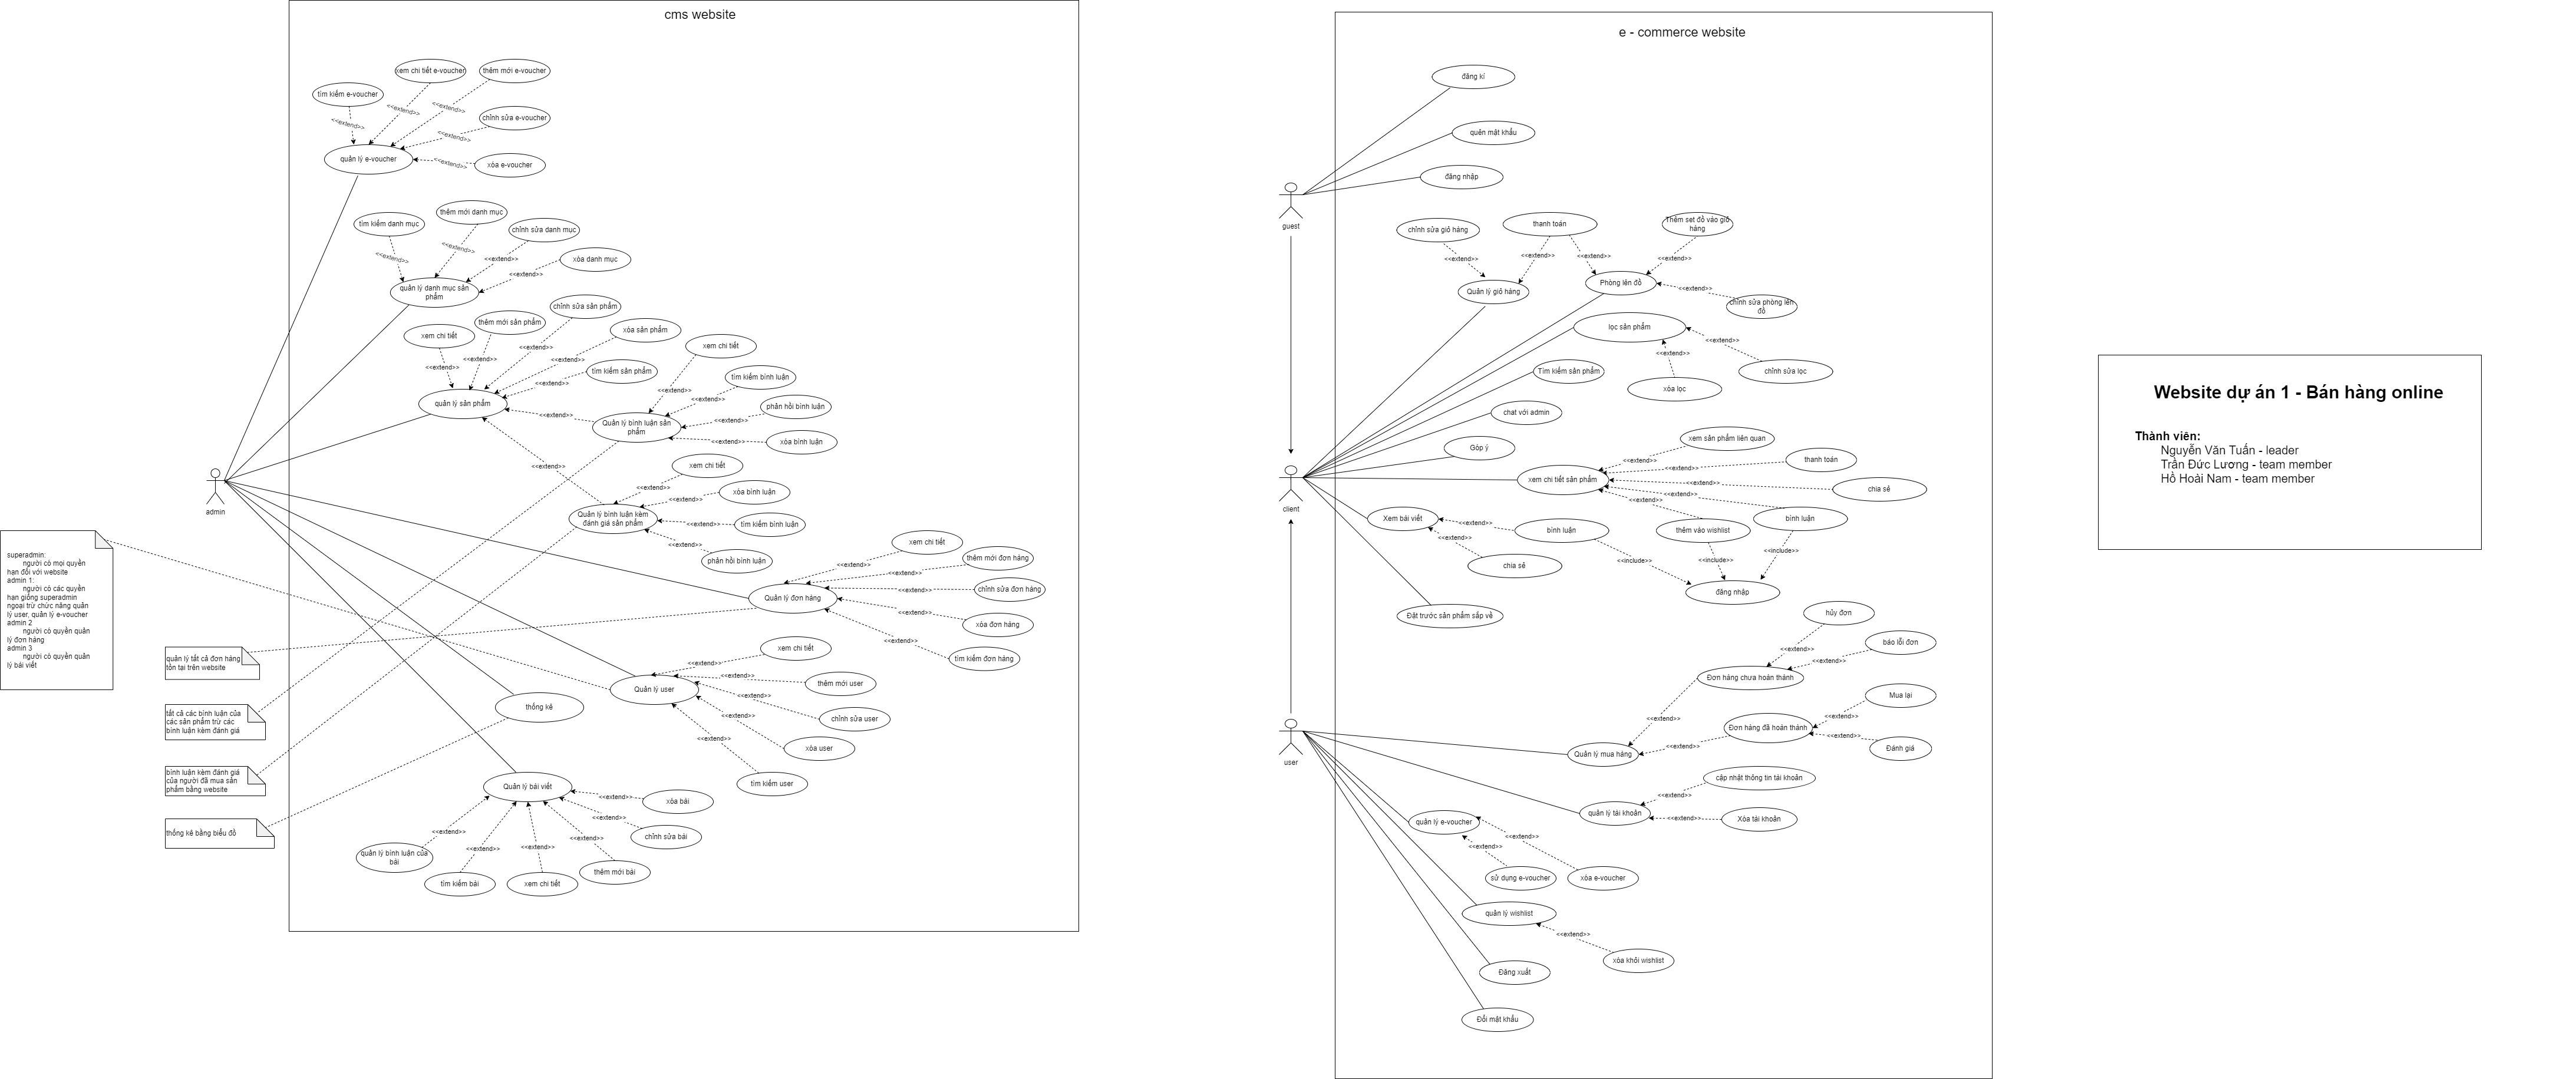 cms website
xem chi tiết e-voucher
thêm mới e-voucher
tìm kiếm e-voucher
<<extend>>
<<extend>>
<<extend>>
chỉnh sửa e-voucher
<<extend>>
quản lý e-voucher
<<extend>>
xóa e-voucher
thêm mới danh mục
tìm kiếm danh mục
chỉnh sửa danh mục
<<extend>>
<<extend>>
<<extend>>
xóa danh mục
<<extend>>
quản lý danh mục sản
phẩm
chỉnh sửa sản phẩm
thêm mới sản phẩm
xem chi tiết
xóa sản phẩm
<<extend>>
<<extend>>
<<extend>>
<<extend>>
tìm kiếm sản phẩm
<<extend>>
xem chi tiết
tìm kiếm bình luận
<<extend>>
<<extend>>
quản lý sản phẩm
phản hồi bình luận
<<extend>>
<<extend>>
Quản lý bình luận sản
phẩm
<<extend>>
xóa bình luận
<<extend>>
xem chi tiết
<<extend>>
xóa bình luận
<<extend>>
Quản lý bình luận kèm
đánh giá sản phẩm
<<extend>>
tìm kiếm bình luận
<<extend>>
phản hồi bình luận
admin
xem chi tiết
<<extend>>
thêm mới đơn hàng
<<extend>>
<<extend>>
chỉnh sửa đơn hàng
Quản lý đơn hàng
<<extend>>
xóa đơn hàng
<<extend>>
tìm kiếm đơn hàng
superadmin:
người có mọi quyền
hạn đối với website
admin 1:
người có các quyền
hạn giống superadmin
ngoại trừ chức năng quản
lý user, quản lý e-voucher
admin 2
người có quyền quản
lý đơn hàng
admin 3
người có quyền quản
lý bài viết
quản lý tất cả đơn hàng
tồn tại trên website
xem chi tiết
<<extend>>
<<extend>>
thêm mới user
Quản lý user
<<extend>>
chỉnh sửa user
<<extend>>
xóa user
<<extend>>
tìm kiếm user
thống kê
tất cả các bình luận của
các sản phẩm trừ các
bình luận kèm đánh giá
bình luận kèm đánh giá
của người đã mua sản
phẩm bằng website
thống kê bằng biểu đồ
Quản lý bài viết
<<extend>>
xóa bài
<<extend>>
chỉnh sửa bài
<<extend>>
<<extend>>
<<extend>>
<<extend>>
quản lý bình luận của
bài
tìm kiếm bài
xem chi tiết
thêm mới bài
e - commerce website
đăng kí
quên mật khẩu
đăng nhập
guest
chỉnh sửa giỏ hàng
thanh toán
Thêm set đồ vào giỏ
hàng
<<extend>>
<<extend>>
<<extend>>
<<extend>>
Quản lý giỏ hàng
Phòng lên đồ
<<extend>>
chỉnh sửa phòng lên
đồ
lọc sản phẩm
<<extend>>
<<extend>>
chỉnh sửa lọc
xóa lọc
Tìm kiếm sản phẩm
chat với admin
Góp ý
xem sản phẩm liên quan
<<extend>>
<<extend>>
thanh toán
xem chi tiết sản phẩm
<<extend>>
chia sẻ
<<extend>>
<<extend>>
client
Xem bài viết
<<extend>>
bình luận
thêm vào wishlist
bình luận
<<extend>>
chia sẻ
<<include>>
<<include>>
<<include>>
đăng nhập
Đặt trước sản phẩm sắp về
hủy đơn
<<extend>>
báo lỗi đơn
<<extend>>
Đơn hàng chưa hoàn thành
Mua lại
<<extend>>
<<extend>>
Đơn hàng đã hoàn thành
<<extend>>
Đánh giá
<<extend>>
Quản lý mua hàng
user
cập nhật thông tin tài khoản
<<extend>>
quản lý tài khoản
<<extend>>
Xóa tài khoản
quản lý e-voucher
<<extend>>
<<extend>>
sử dụng e-voucher
xóa e-voucher
quản lý wishlist
<<extend>>
xóa khỏi wishlist
Đăng xuất
Đổi mật khẩu
Website dự án 1 - Bán hàng online
Thành viên:
Nguyễn Văn Tuấn - leader
Trần Đức Lương - team member
Hồ Hoài Nam - team member